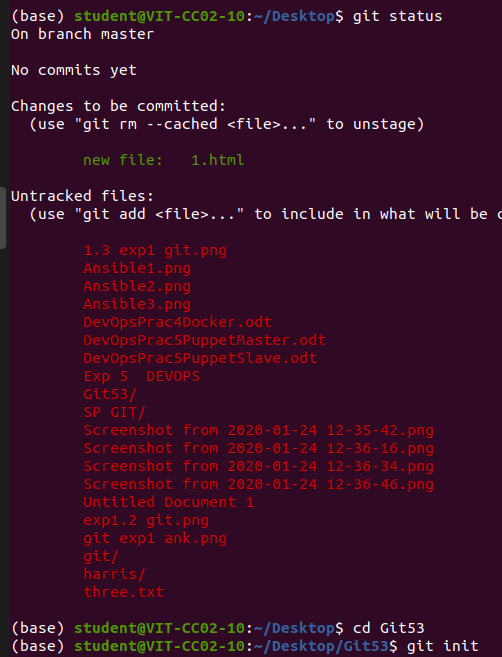 (base) student@VIT-CC02-10:~/Desktop$ git status
On branch master

No commits yet

Changes to be committed:
  (use "git rm --cached <file>..." to unstage)

        new file:   1.html

Untracked files:
  (use "git add <file>..." to include in what will be c

        1.3 exp1 git.png
        Ansible1.png
        Ansible2.png
        Ansible3.png
        DevOpsPrac4Docker.odt
        DevOpsPrac5PuppetMaster.odt
        DevOpsPrac5PuppetSlave.odt
        Exp 5  DEVOPS
        Git53/
        SP GIT/
        Screenshot from 2020-01-24 12-35-42.png
        Screenshot from 2020-01-24 12-36-16.png
        Screenshot from 2020-01-24 12-36-34.png
        Screenshot from 2020-01-24 12-36-46.png
        Untitled Document 1
        exp1.2 git.png
        git exp1 ank.png
        git/
        harris/
        three.txt

(base) student@VIT-CC02-10:~/Desktop$ cd Git53
(base) student@VIT-CC02-10:~/Desktop/Git53$ git init